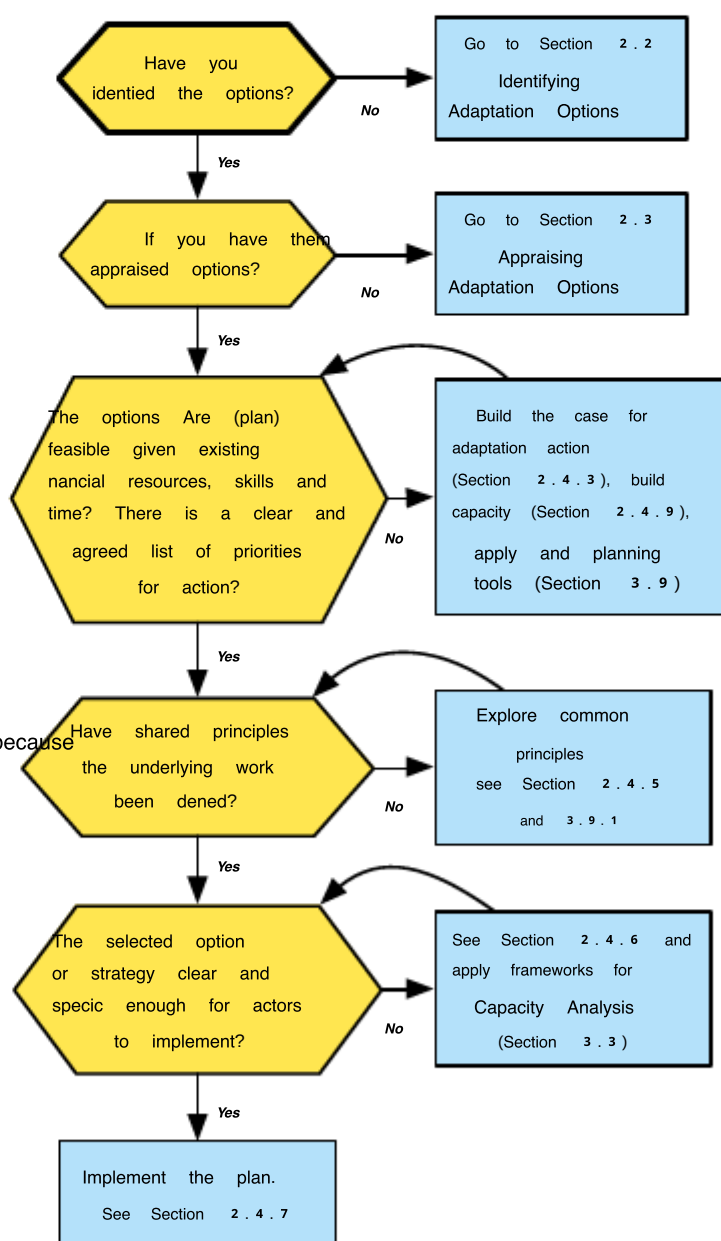 Have you
identied the options?
No
Go to Section 2.2
Identifying
Adaptation Options
Yes
If you have them
appraised options?
No
Go to Section 2.3
Appraising
Adaptation Options
Yes
The options Are (plan)
feasible given existing
nancial resources, skills and
time? There is a clear and
agreed list of priorities
for action?
No
Build the case for
adaptation action
(Section 2.4.3), build
capacity (Section 2.4.9),
apply and planning
tools (Section 3.9)
Yes
because
Have shared principles
the underlying work
been dened?
No
Explore common
principles
see Section 2.4.5
and 3.9.1
Yes
The selected option
or strategy clear and
specic enough for actors
to implement?
No
See Section 2.4.6 and
apply frameworks for
Capacity Analysis
(Section 3.3)
Yes
Implement the plan.
See Section 2.4.7